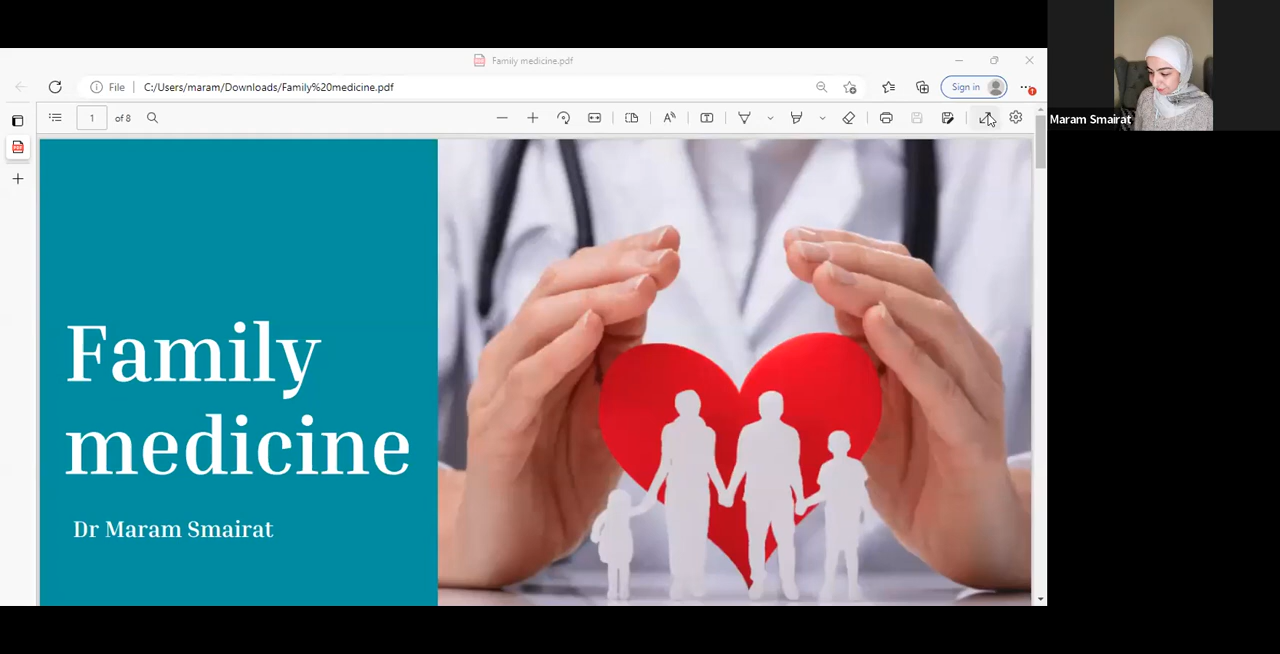 Family medicine.pdf
File
C:/Users/maram/Downloads/Family%20medicine.pdf
Sign in
1 of 8
Maram Smairat
Family
medicine
Dr Maram Smairat